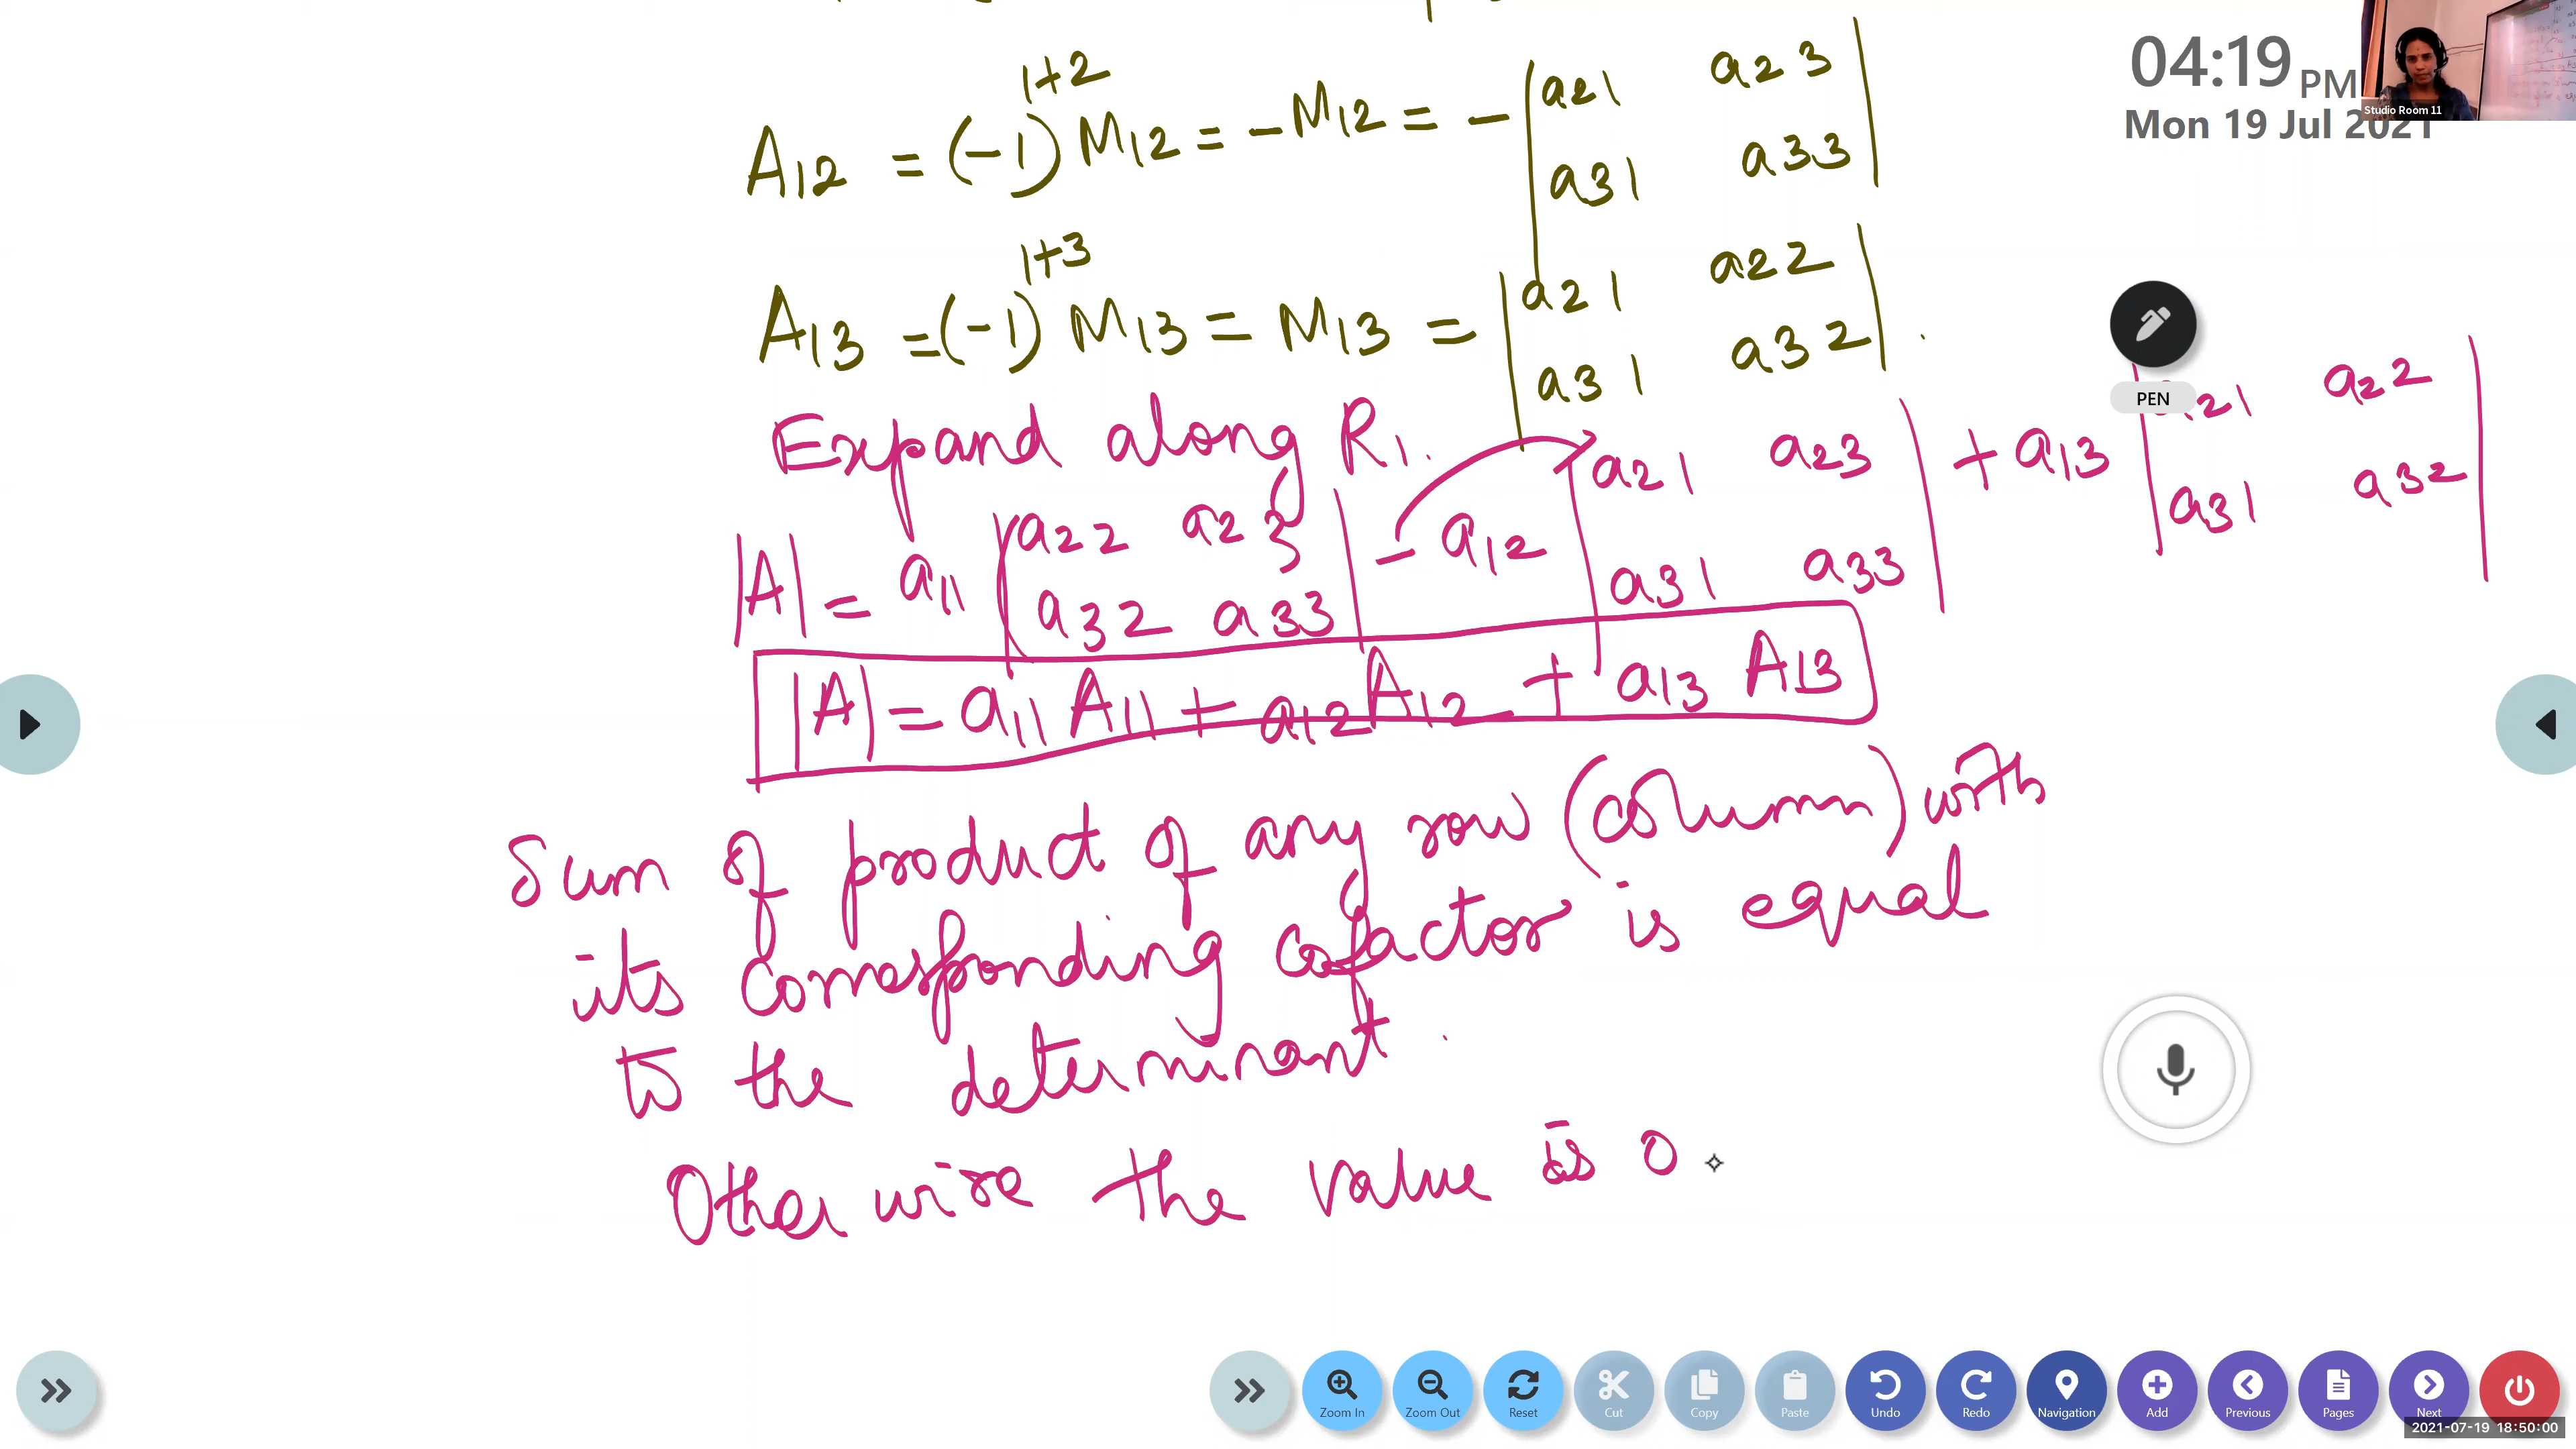 04:19 PM
Mon 19 Jul 2021
Studio Room 11
A12 = (-1)^1+2 M12 = -M12 = - |a21 a23|
|a31 a33|
A13 = (-1)^1+3 M13 = M13 = |a21 a22|
|a31 a32| .
PEN
Expand along R1.
|A| = a11 |a22 a23| - a12 |a21 a23| + a13 |a21 a22|
|a32 a33| |a31 a33| |a31 a32|
|A| = a11 A11 + a12 A12 + a13 A13
Sum of product of any row (column) with
its corresponding cofactor is equal
to the determinant.
Otherwise the value is 0
Zoom In Zoom Out Reset Cut Copy Paste Undo Redo Navigation Add Previous Pages Next
2021-07-19 18:50:00